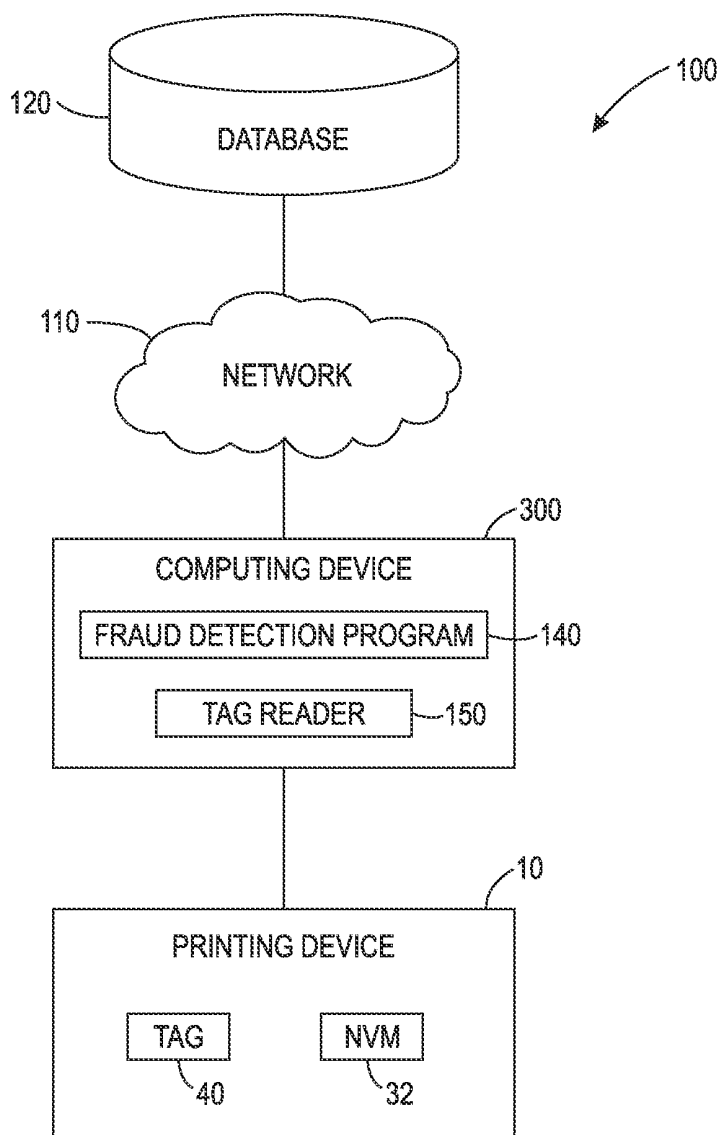 100
120
DATABASE
110
NETWORK
300
COMPUTING DEVICE
FRAUD DETECTION PROGRAM
140
TAG READER
150
10
PRINTING DEVICE
TAG
NVM
40
32